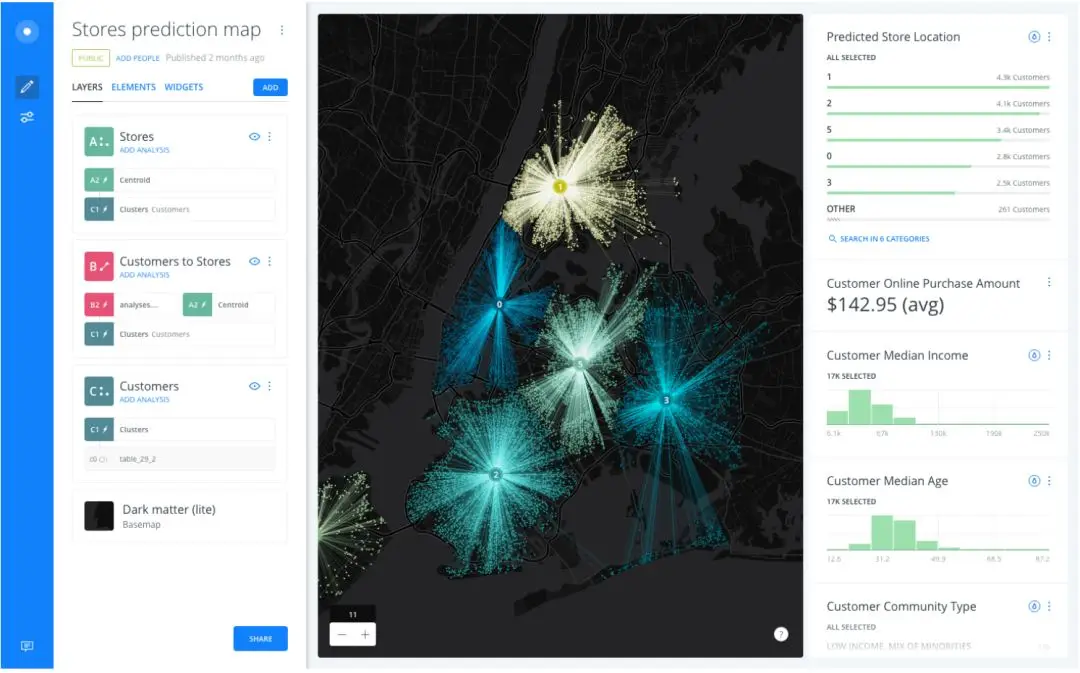 Stores prediction map
PUBLIC ADD PEOPLE Published 2 months ago
LAYERS ELEMENTS WIDGETS ADD
A Stores
ADD ANALYSIS
A2 Centroid
C1 Clusters Customers
B Customers to Stores
ADD ANALYSIS
B2 analyses... A2 Centroid
C1 Clusters Customers
C Customers
ADD ANALYSIS
C1 Clusters
c0 table_29_2
Dark matter (lite)
Basemap
SHARE
1
0
5
3
2
11
− +
?
Predicted Store Location
ALL SELECTED
1 4.3k Customers
2 4.1k Customers
5 3.4k Customers
0 2.8k Customers
3 2.5k Customers
OTHER 261 Customers
SEARCH IN 6 CATEGORIES
Customer Online Purchase Amount
$142.95 (avg)
Customer Median Income
17K SELECTED
67k 130k 190k 250k
Customer Median Age
17K SELECTED
12.6 31.2 49.9 68.5 87.2
Customer Community Type
ALL SELECTED
LOW INCOME, MIX OF MINORITIES